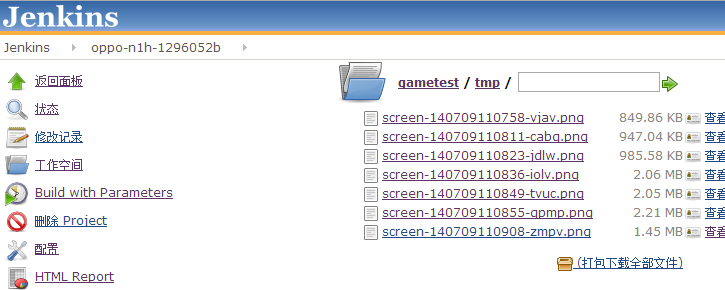 Jenkins
Jenkins oppo-n1h-1296052b
返回面板
状态
修改记录
工作空间
Build with Parameters
删除 Project
配置
HTML Report
gametest / tmp /
screen-140709110758-vjav.png 849.86 KB 查看
screen-140709110811-cabq.png 947.04 KB 查看
screen-140709110823-jdlw.png 985.58 KB 查看
screen-140709110836-iolv.png 2.06 MB 查看
screen-140709110849-tvuc.png 2.05 MB 查看
screen-140709110855-qpmp.png 2.21 MB 查看
screen-140709110908-zmpv.png 1.45 MB 查看
(打包下载全部文件)